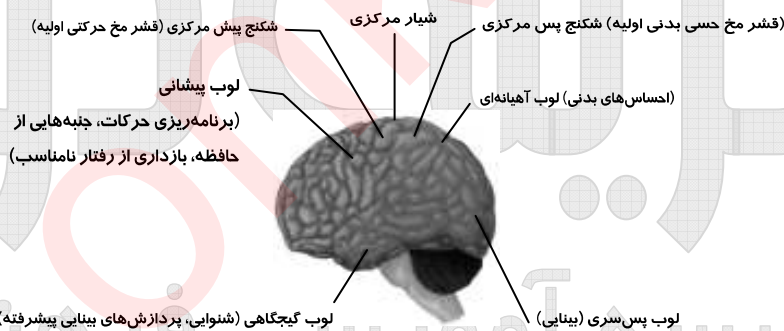 شیار مرکزی
(قشر مخ حسی بدنی اولیه) شکنج پس مرکزی
شکنج پیش مرکزی (قشر مخ حرکتی اولیه)
لوب پیشانی
(برنامه‌ریزی حرکات، جنبه‌هایی از
حافظه، بازداری از رفتار نامناسب)
(احساس‌های بدنی) لوب آهیانه‌ای
لوب پس‌سری (بینایی)
لوب گیجگاهی (شنوایی، پردازش‌های بینایی پیشرفته)